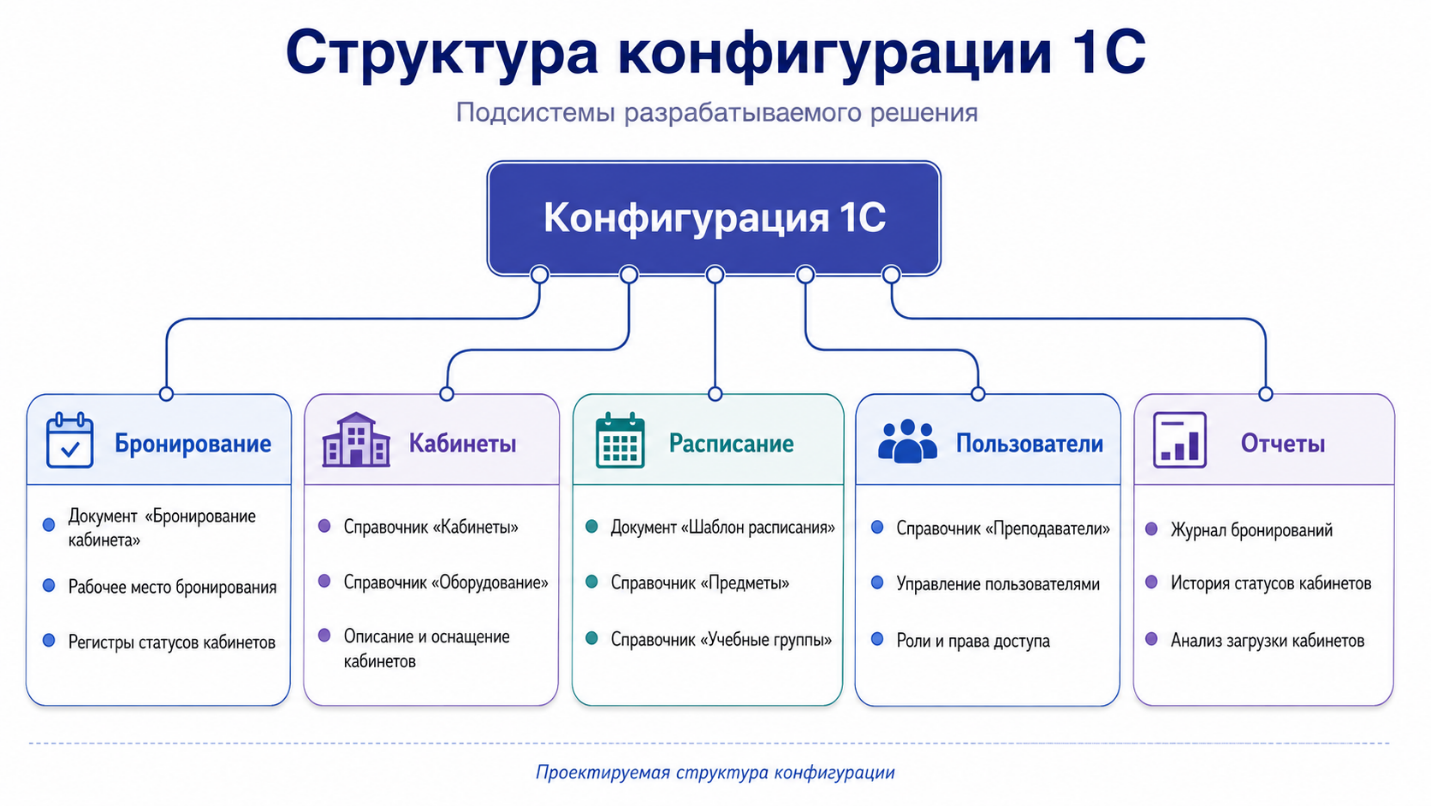 Структура конфигурации 1С
Подсистемы разрабатываемого решения
Конфигурация 1С
Бронирование
Документ «Бронирование
кабинета»
Рабочее место бронирования
Регистры статусов кабинетов
Кабинеты
Справочник «Кабинеты»
Справочник «Оборудование»
Описание и оснащение
кабинетов
Расписание
Документ «Шаблон расписания»
Справочник «Предметы»
Справочник «Учебные группы»
Пользователи
Справочник «Преподаватели»
Управление пользователями
Роли и права доступа
Отчеты
Журнал бронирований
История статусов кабинетов
Анализ загрузки кабинетов
Проектируемая структура конфигурации